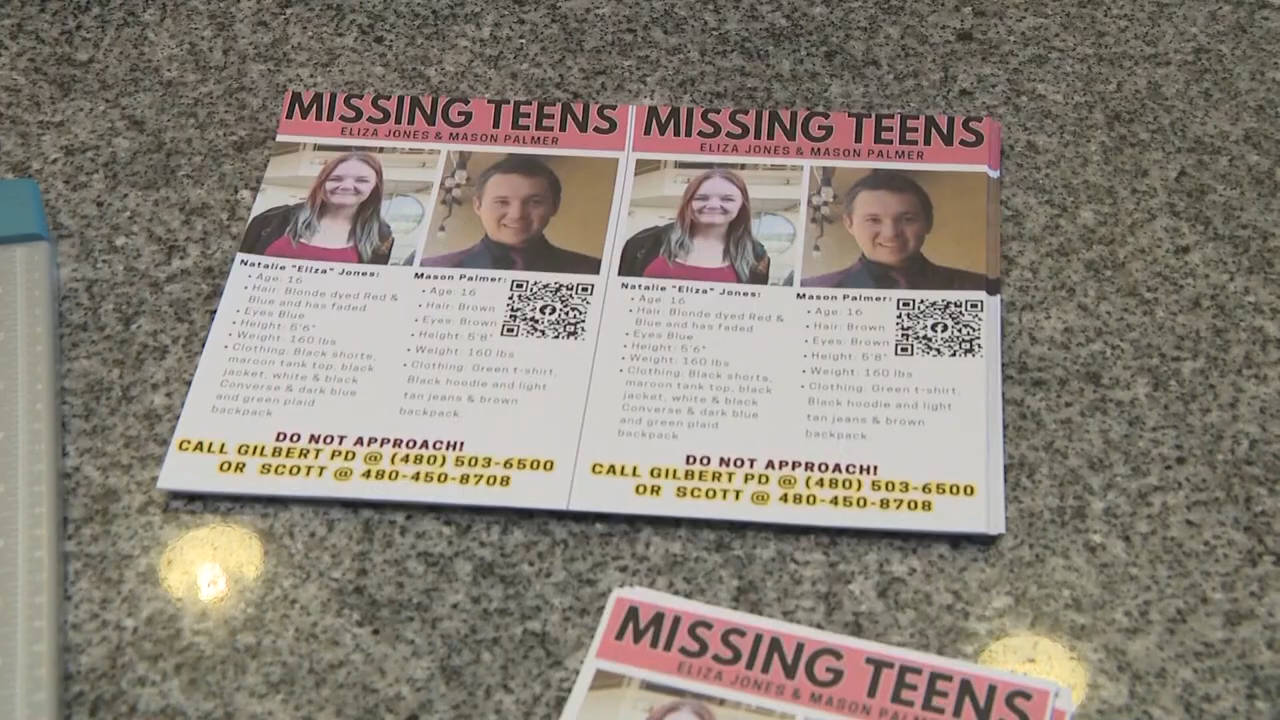 MISSING TEENS
ELIZA JONES & MASON PALMER
Natalie "Eliza" Jones:
• Age: 16
• Hair: Blonde dyed Red &
Blue and has faded
• Eyes Blue
• Height: 5'6"
• Weight: 160 lbs
• Clothing: Black shorts,
maroon tank top, black
jacket, white & black
Converse & dark blue
and green plaid
backpack
Mason Palmer:
• Age: 16
• Hair: Brown
• Eyes: Brown
• Height: 5'8"
• Weight: 160 lbs
• Clothing: Green t-shirt,
Black hoodie and light
tan jeans & brown
backpack
DO NOT APPROACH!
CALL GILBERT PD @ (480) 503-6500
OR SCOTT @ 480-450-8708
MISSING TEENS
ELIZA JONES & MASON PALMER
Natalie "Eliza" Jones:
• Age: 16
• Hair: Blonde dyed Red &
Blue and has faded
• Eyes Blue
• Height: 5'6"
• Weight: 160 lbs
• Clothing: Black shorts,
maroon tank top, black
jacket, white & black
Converse & dark blue
and green plaid
backpack
Mason Palmer:
• Age: 16
• Hair: Brown
• Eyes: Brown
• Height: 5'8"
• Weight: 160 lbs
• Clothing: Green t-shirt,
Black hoodie and light
tan jeans & brown
backpack
DO NOT APPROACH!
CALL GILBERT PD @ (480) 503-6500
OR SCOTT @ 480-450-8708
MISSING TEENS
ELIZA JONES & MASON PALMER